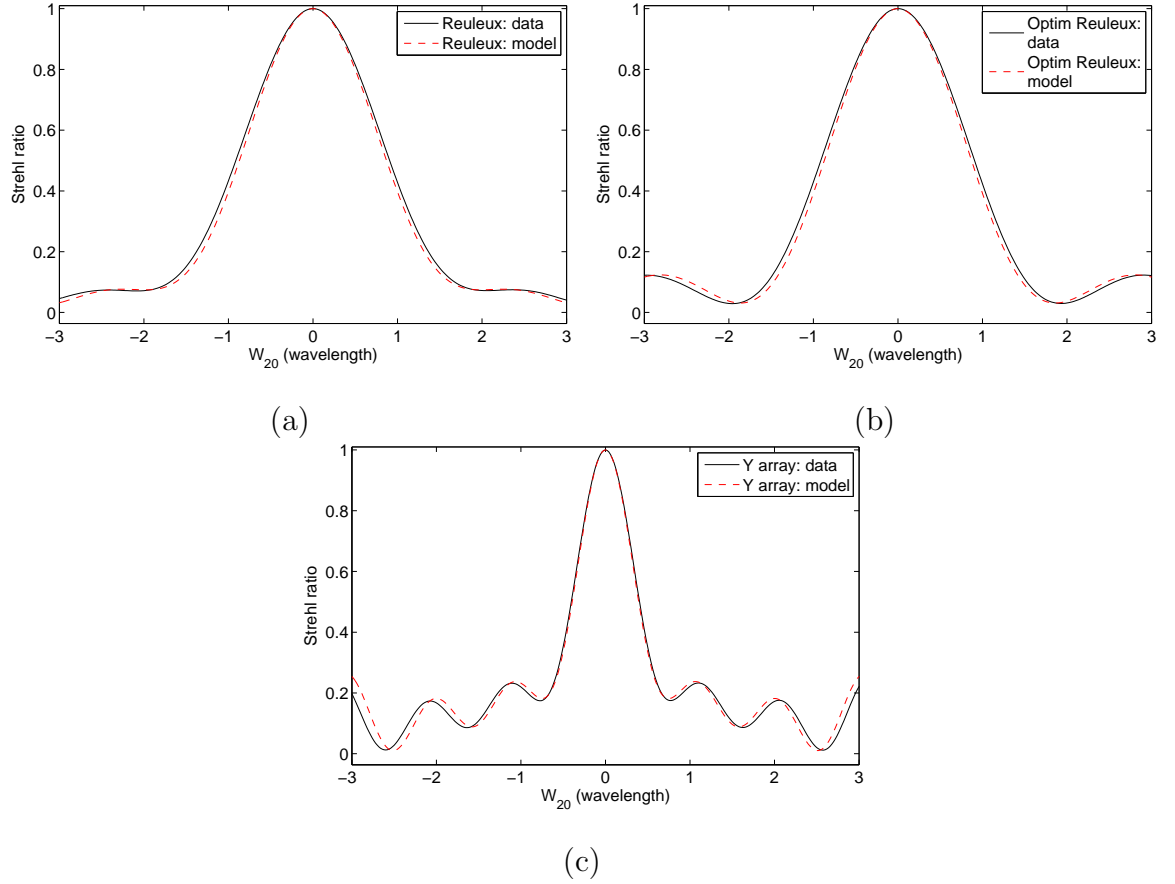 1
0.8
0.6
0.4
0.2
0
Strehl ratio
−3 −2 −1 0 1 2 3
W20 (wavelength)
Reuleux: data
Reuleux: model
(a)
1
0.8
0.6
0.4
0.2
0
Strehl ratio
−3 −2 −1 0 1 2 3
W20 (wavelength)
Optim Reuleux:
data
Optim Reuleux:
model
(b)
1
0.8
0.6
0.4
0.2
0
Strehl ratio
−3 −2 −1 0 1 2 3
W20 (wavelength)
Y array: data
Y array: model
(c)